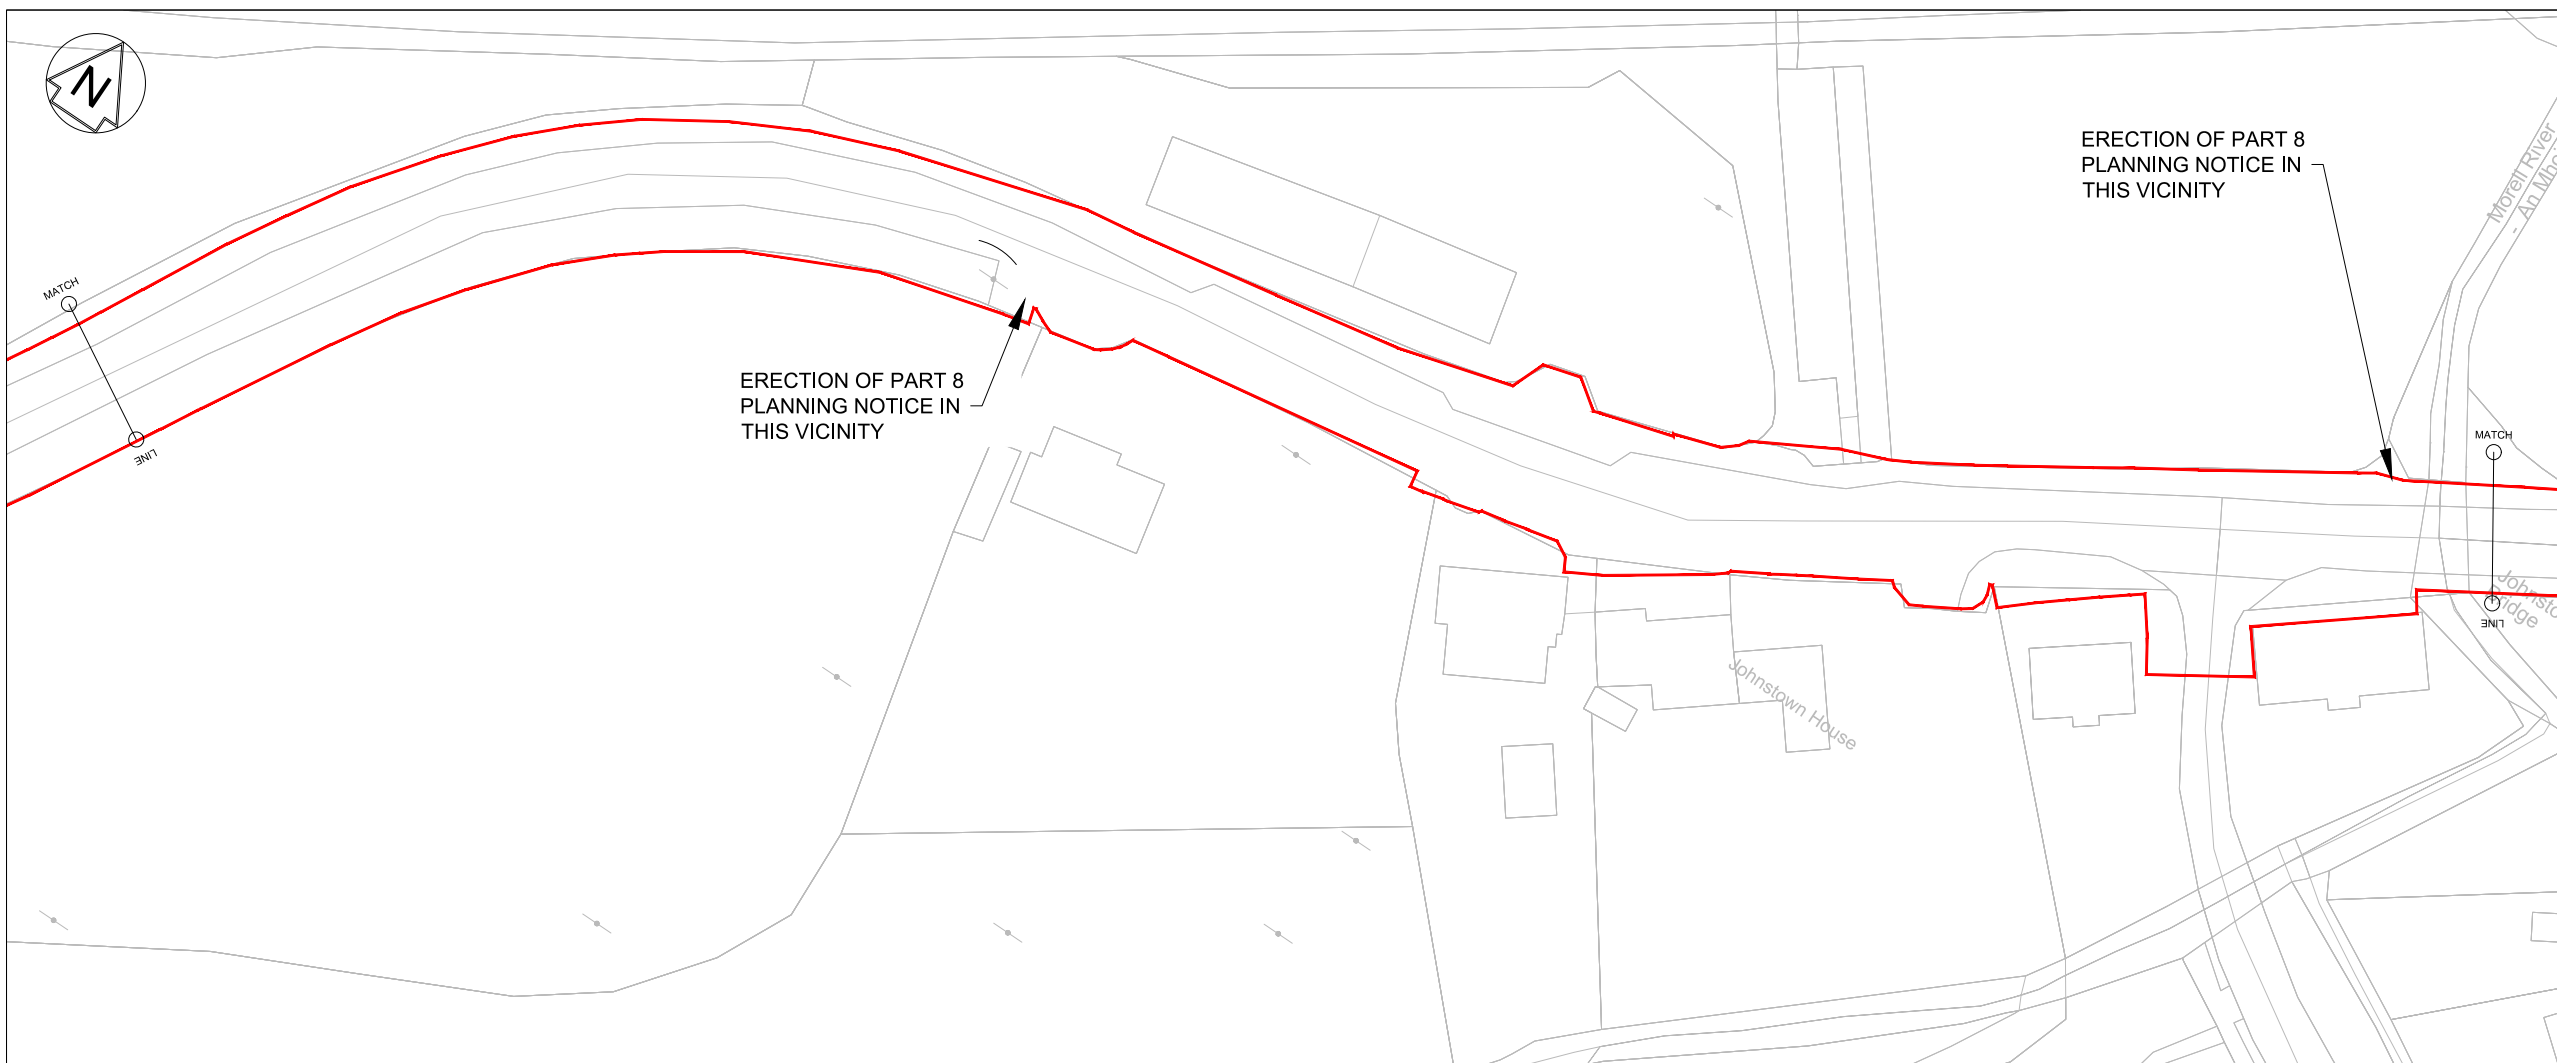 N
ERECTION OF PART 8
PLANNING NOTICE IN
THIS VICINITY
ERECTION OF PART 8
PLANNING NOTICE IN
THIS VICINITY
Morell River
- An
MATCH
LINE
MATCH
LINE
Johnstown House